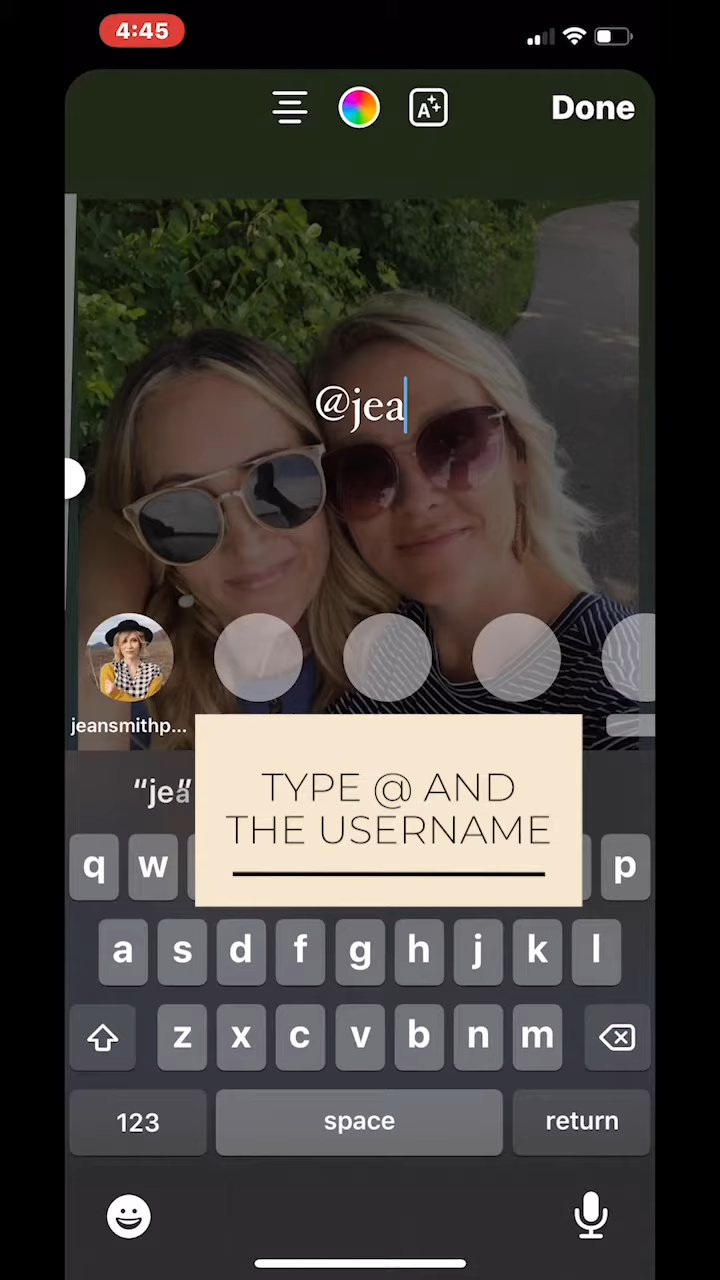 4:45
Done
@jea
jeansmithp...
"jea"
TYPE @ AND
THE USERNAME
q w p
a s d f g h j k l
z x c v b n m
123 space return